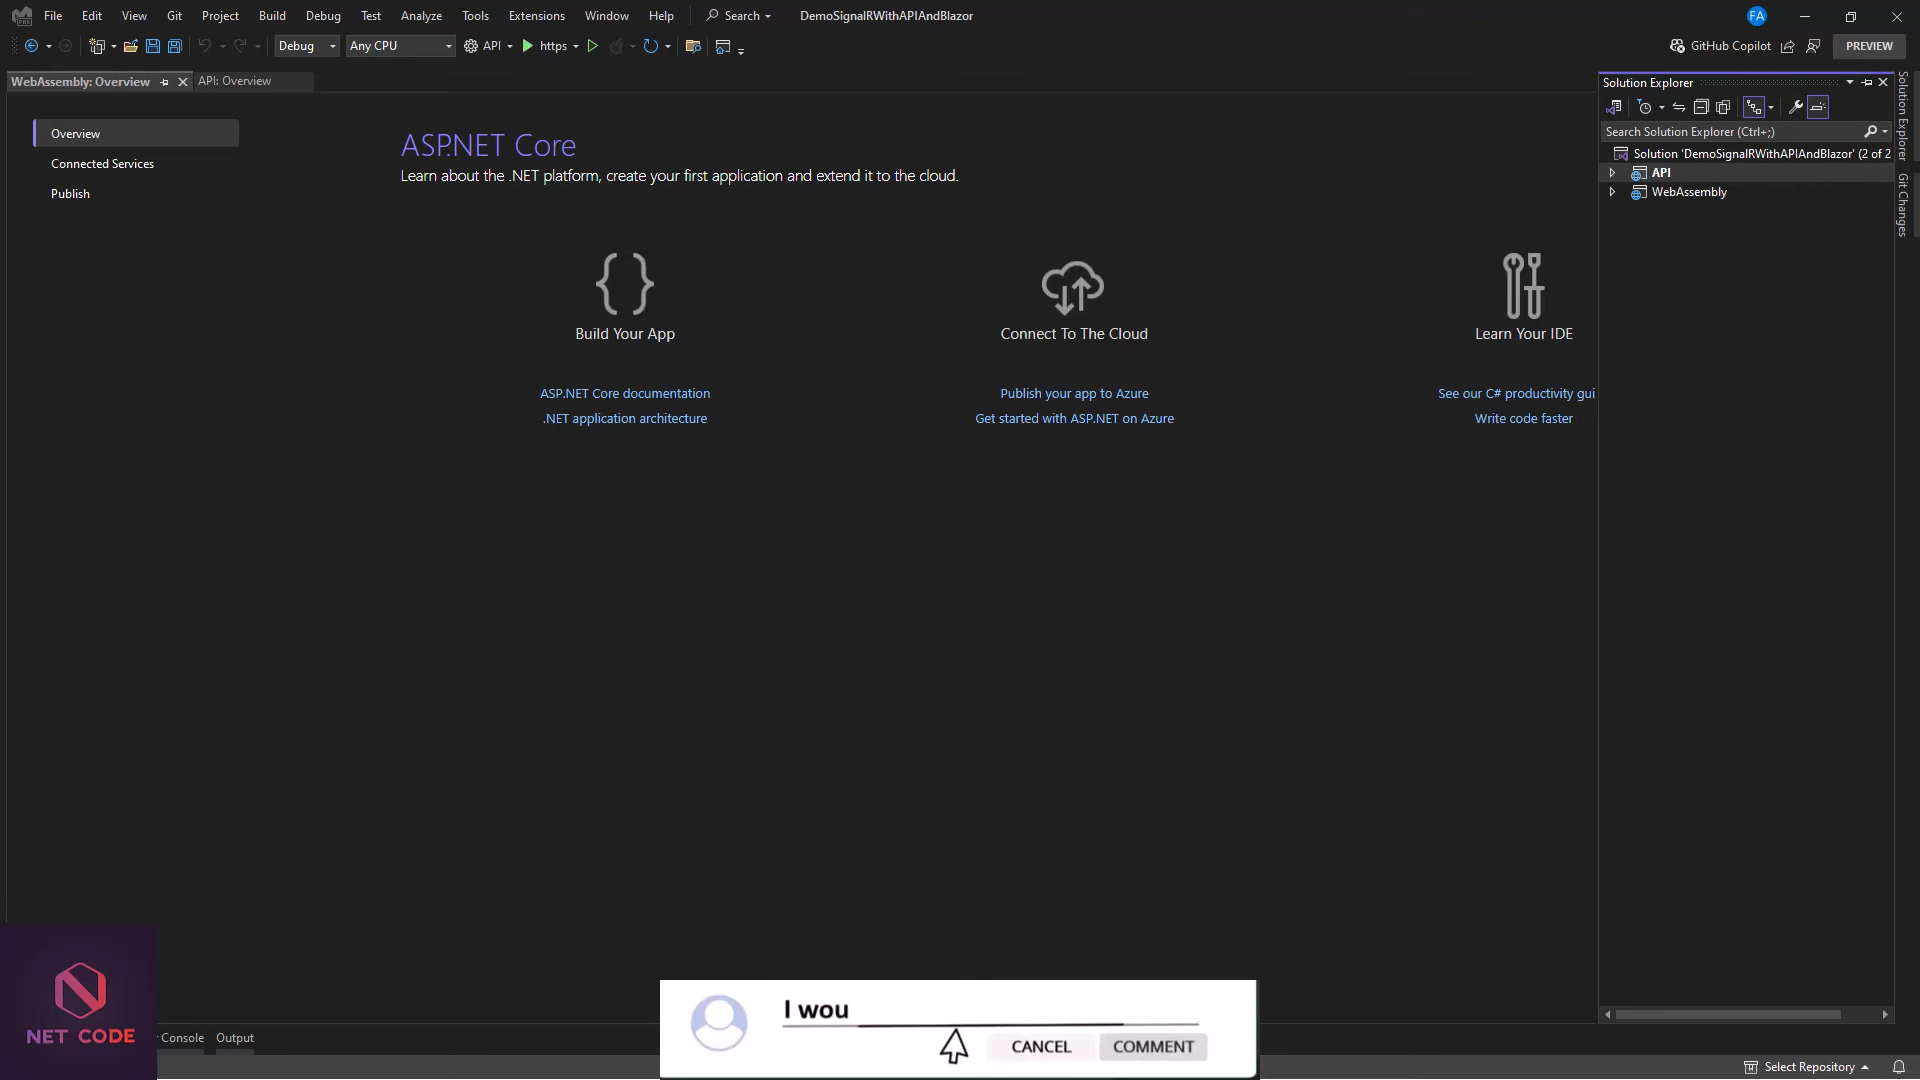 File Edit View Git Project Build Debug Test Analyze Tools Extensions Window Help Search DemoSignalRWithAPIAndBlazor FA
Debug Any CPU API https GitHub Copilot PREVIEW
WebAssembly: Overview API: Overview
Overview
Connected Services
Publish
ASP.NET Core
Learn about the .NET platform, create your first application and extend it to the cloud.
Build Your App
ASP.NET Core documentation
.NET application architecture
Connect To The Cloud
Publish your app to Azure
Get started with ASP.NET on Azure
Learn Your IDE
See our C# productivity gui
Write code faster
Solution Explorer
Search Solution Explorer (Ctrl+;)
Solution 'DemoSignalRWithAPIAndBlazor' (2 of 2
API
WebAssembly
Solution Explorer
Git Changes
NET CODE
Console Output
I wou
CANCEL COMMENT
Select Repository